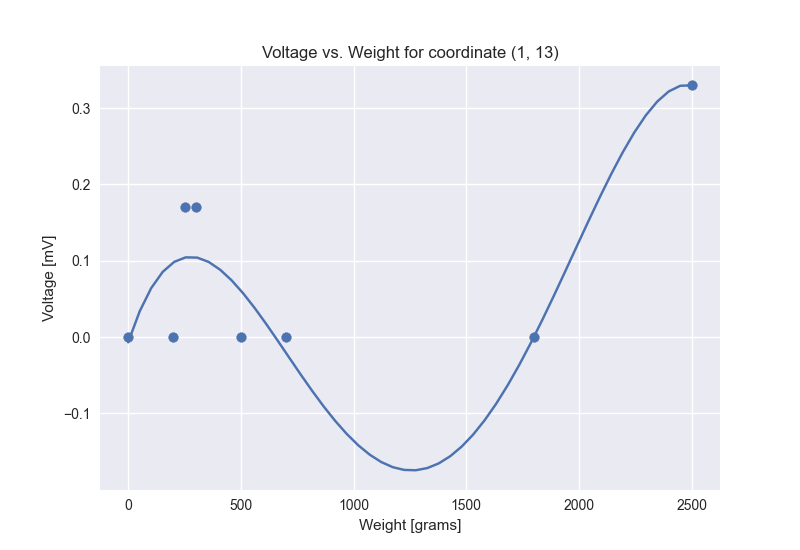 Voltage vs. Weight for coordinate (1, 13)
0.3
0.2
0.1
0.0
−0.1
Voltage [mV]
0 500 1000 1500 2000 2500
Weight [grams]